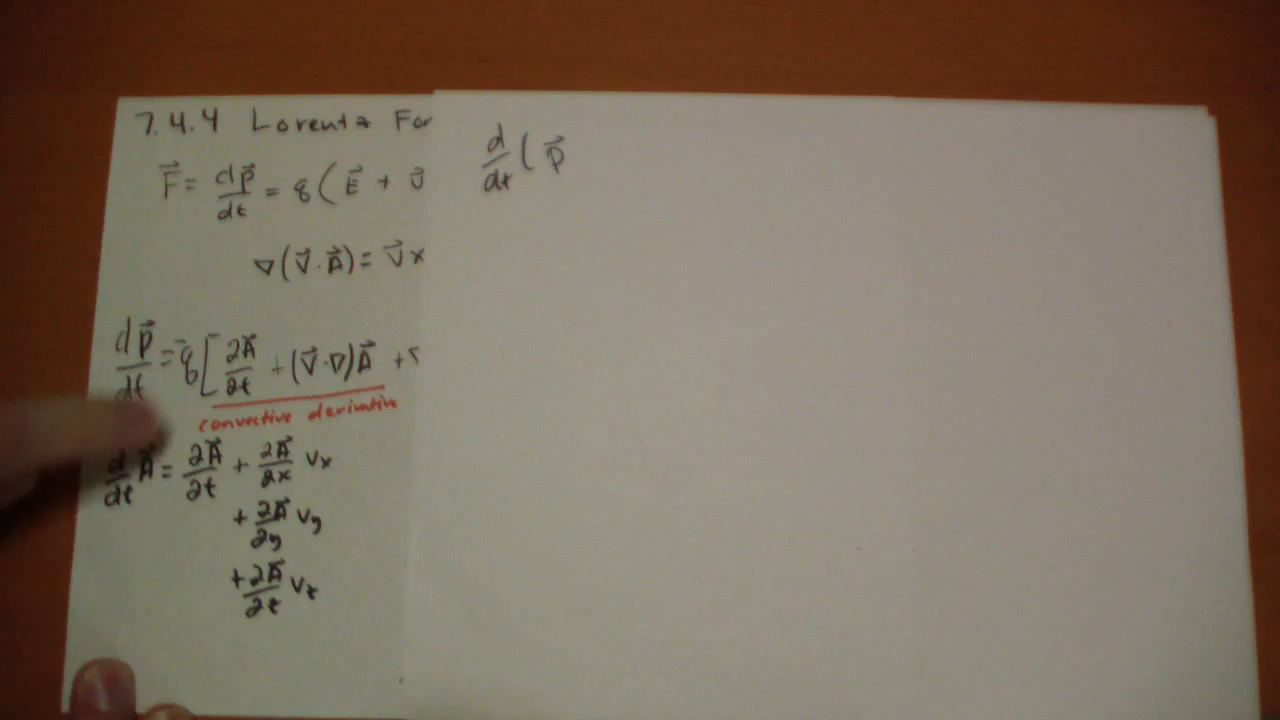 7.4.4 Lorentz For
F⃗ = dp⃗/dt = q(E⃗ + v⃗
∇(v⃗·A⃗) = v⃗ ×
dp⃗/dt = -q[∂A⃗/∂t + (v⃗·∇)A⃗ + ∇
convective derivative
d/dt A⃗ = ∂A⃗/∂t + ∂A⃗/∂x vx
+ ∂A⃗/∂y vy
+ ∂A⃗/∂z vz
d/dt (p⃗